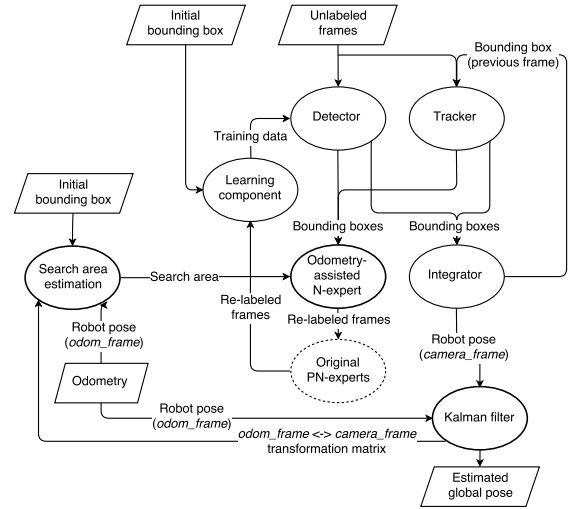 Initial
bounding box
Unlabeled
frames
Bounding box
(previous frame)
Detector
Tracker
Training data
Learning
component
Initial
bounding box
Bounding boxes
Bounding boxes
Search area
estimation
Search area
Odometry-
assisted
N-expert
Integrator
Re-labeled
frames
Re-labeled frames
Robot pose
(odom_frame)
Original
PN-experts
Robot pose
(camera_frame)
Odometry
Robot pose
(odom_frame)
Kalman filter
odom_frame <-> camera_frame
transformation matrix
Estimated
global pose